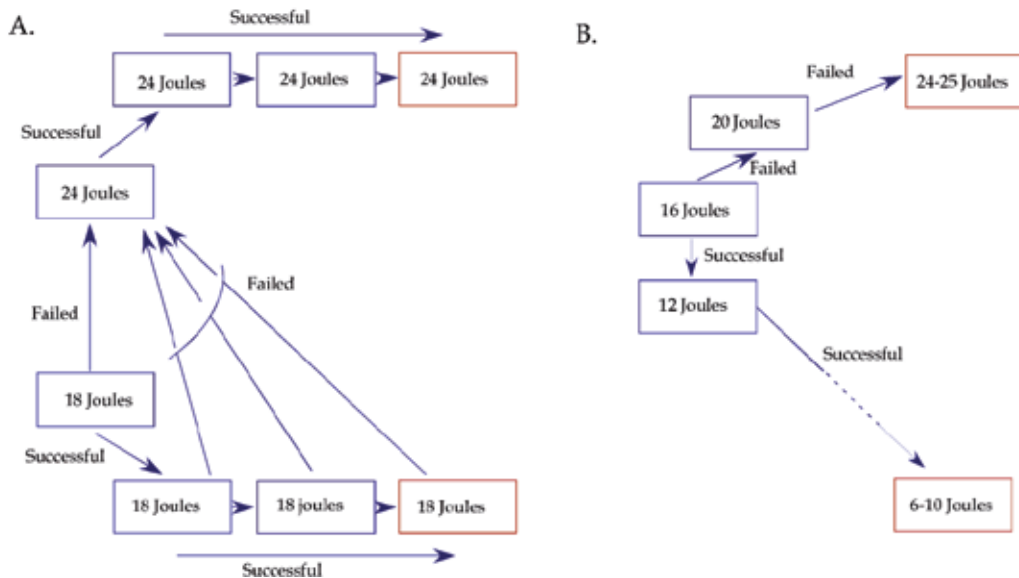 A.
Successful
24 Joules
24 Joules
24 Joules
Successful
24 Joules
Failed
Failed
18 Joules
Successful
18 Joules
18 joules
18 Joules
Successful
B.
24-25 Joules
Failed
20 Joules
Failed
16 Joules
Successful
12 Joules
Successful
6-10 Joules